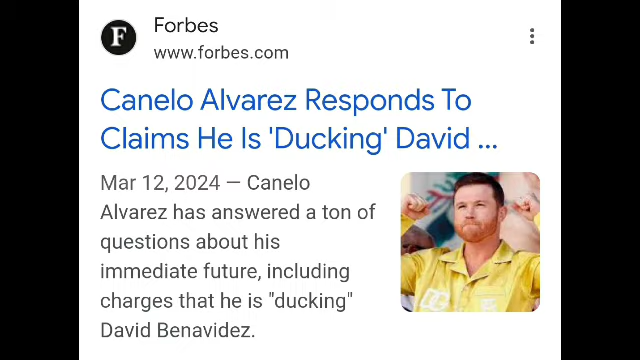 Forbes
www.forbes.com
Canelo Alvarez Responds To
Claims He Is 'Ducking' David ...
Mar 12, 2024 — Canelo
Alvarez has answered a ton of
questions about his
immediate future, including
charges that he is "ducking"
David Benavidez.